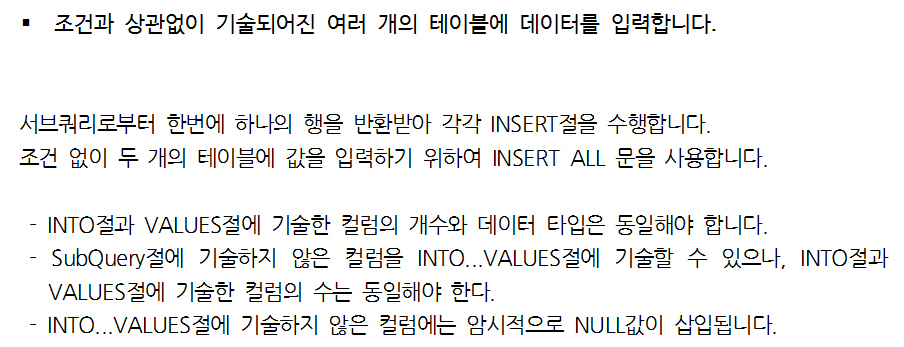 ▪ 조건과 상관없이 기술되어진 여러 개의 테이블에 데이터를 입력합니다.
서브쿼리로부터 한번에 하나의 행을 반환받아 각각 INSERT절을 수행합니다.
조건 없이 두 개의 테이블에 값을 입력하기 위하여 INSERT ALL 문을 사용합니다.
- INTO절과 VALUES절에 기술한 컬럼의 개수와 데이터 타입은 동일해야 합니다.
- SubQuery절에 기술하지 않은 컬럼을 INTO...VALUES절에 기술할 수 있으나, INTO절과
VALUES절에 기술한 컬럼의 수는 동일해야 한다.
- INTO...VALUES절에 기술하지 않은 컬럼에는 암시적으로 NULL값이 삽입됩니다.